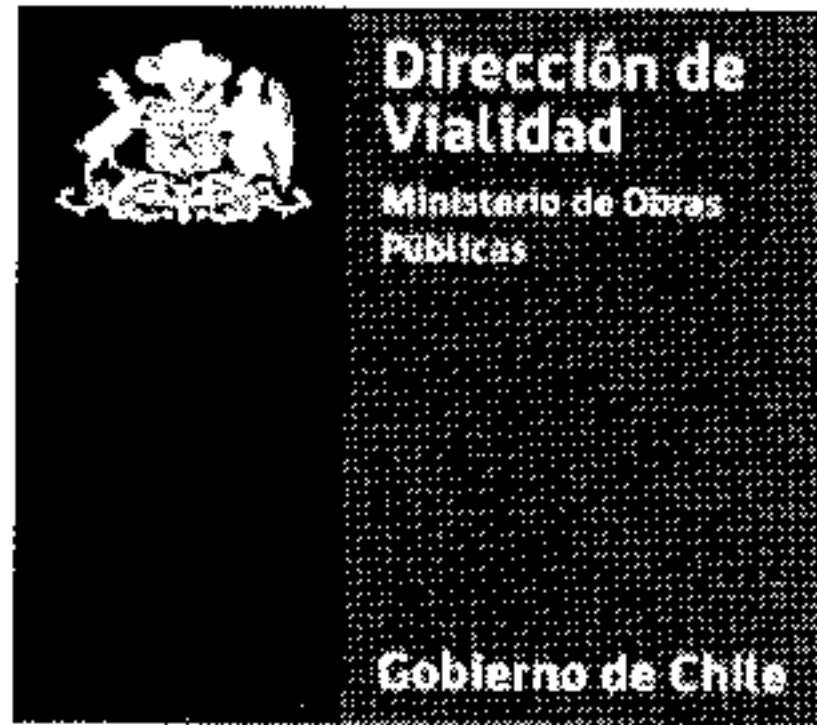 Dirección de
Vialidad
Ministerio de Obras
Públicas
Gobierno de Chile